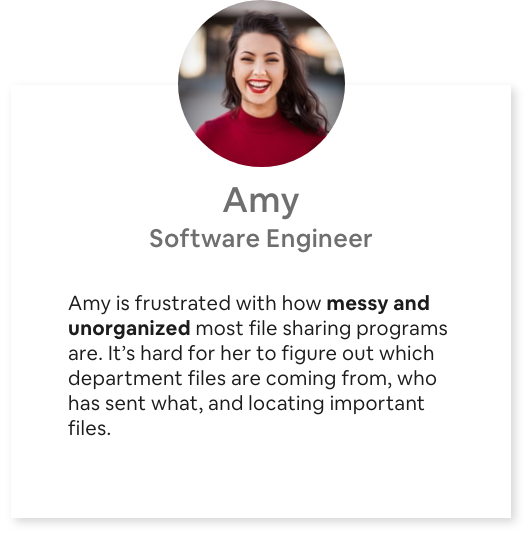 Amy
Software Engineer
Amy is frustrated with how messy and
unorganized most file sharing programs
are. It’s hard for her to figure out which
department files are coming from, who
has sent what, and locating important
files.